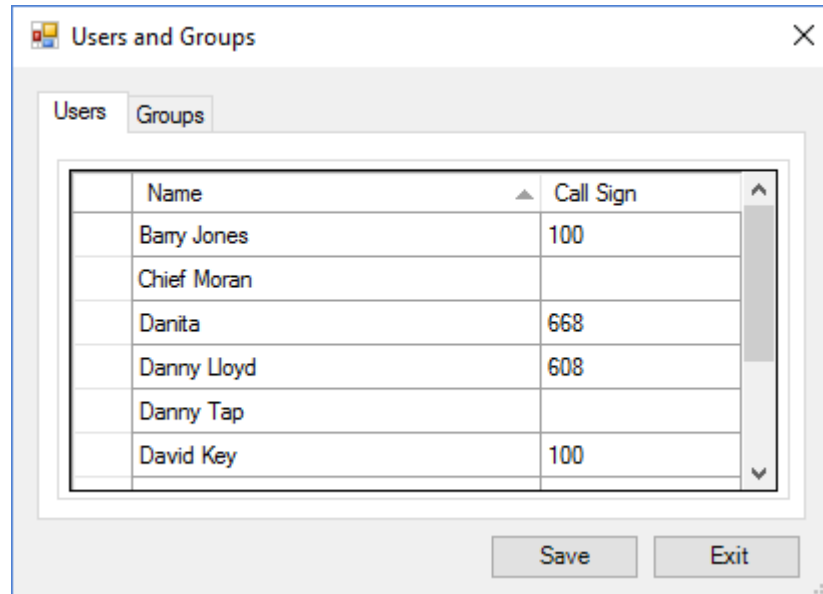 Users and Groups
Users Groups
Name Call Sign
Barry Jones 100
Chief Moran
Danita 668
Danny Lloyd 608
Danny Tap
David Key 100
Save Exit